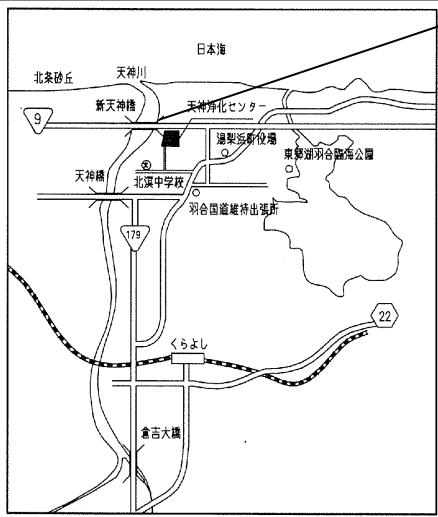 日本海
北条砂丘
天神川
新天神橋
9
天神浄化センター
湯梨浜町役場
東郷湖羽合臨海公園
文
北溟中学校
天神橋
羽合国道維持出張所
179
くらよし
22
倉吉大橋